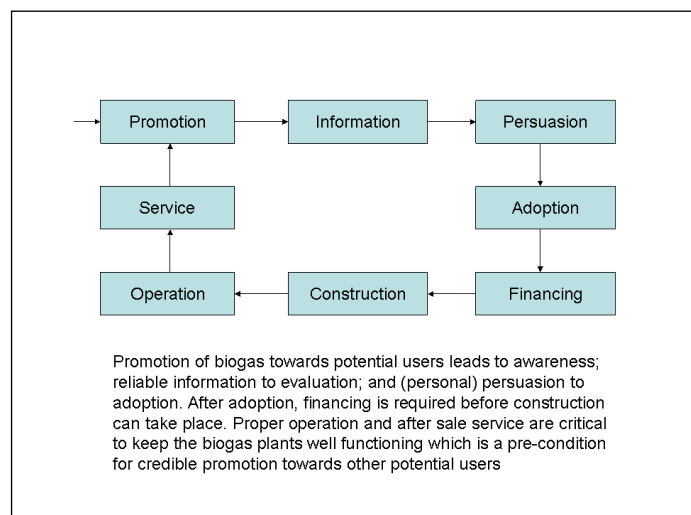 Promotion
Information
Persuasion
Service
Adoption
Operation
Construction
Financing
Promotion of biogas towards potential users leads to awareness;
reliable information to evaluation; and (personal) persuasion to
adoption. After adoption, financing is required before construction
can take place. Proper operation and after sale service are critical
to keep the biogas plants well functioning which is a pre-condition
for credible promotion towards other potential users